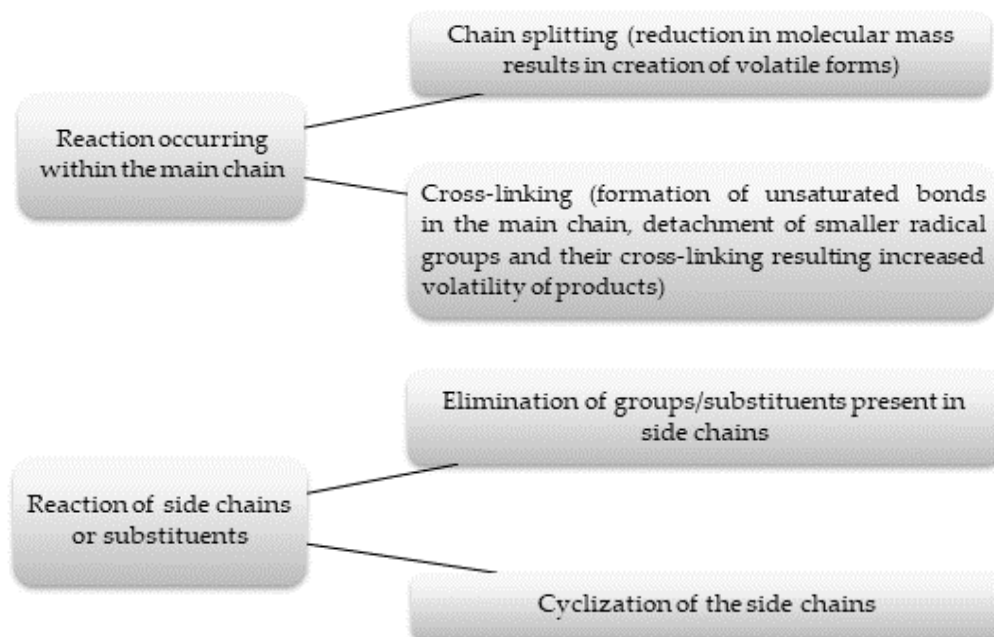 Chain splitting (reduction in molecular mass
results in creation of volatile forms)
Reaction occurring
within the main chain
Cross-linking (formation of unsaturated bonds
in the main chain, detachment of smaller radical
groups and their cross-linking resulting increased
volatility of products)
Elimination of groups/substituents present in
side chains
Reaction of side chains
or substituents
Cyclization of the side chains